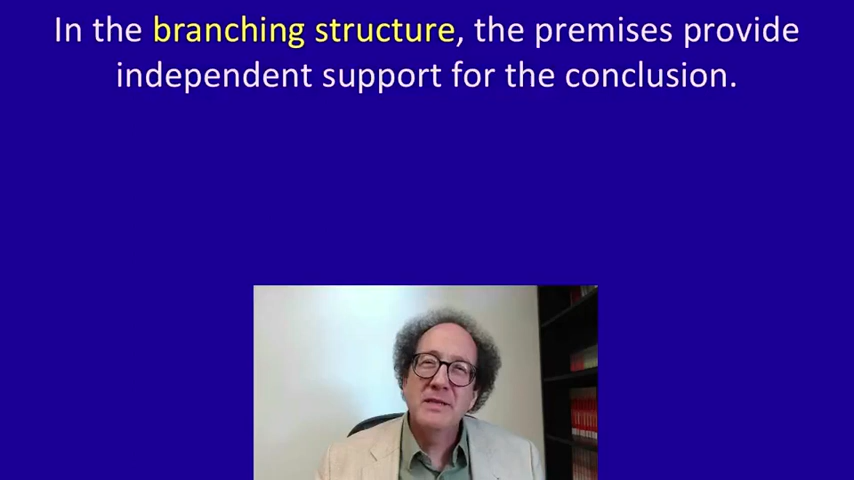 In the branching structure, the premises provide
independent support for the conclusion.